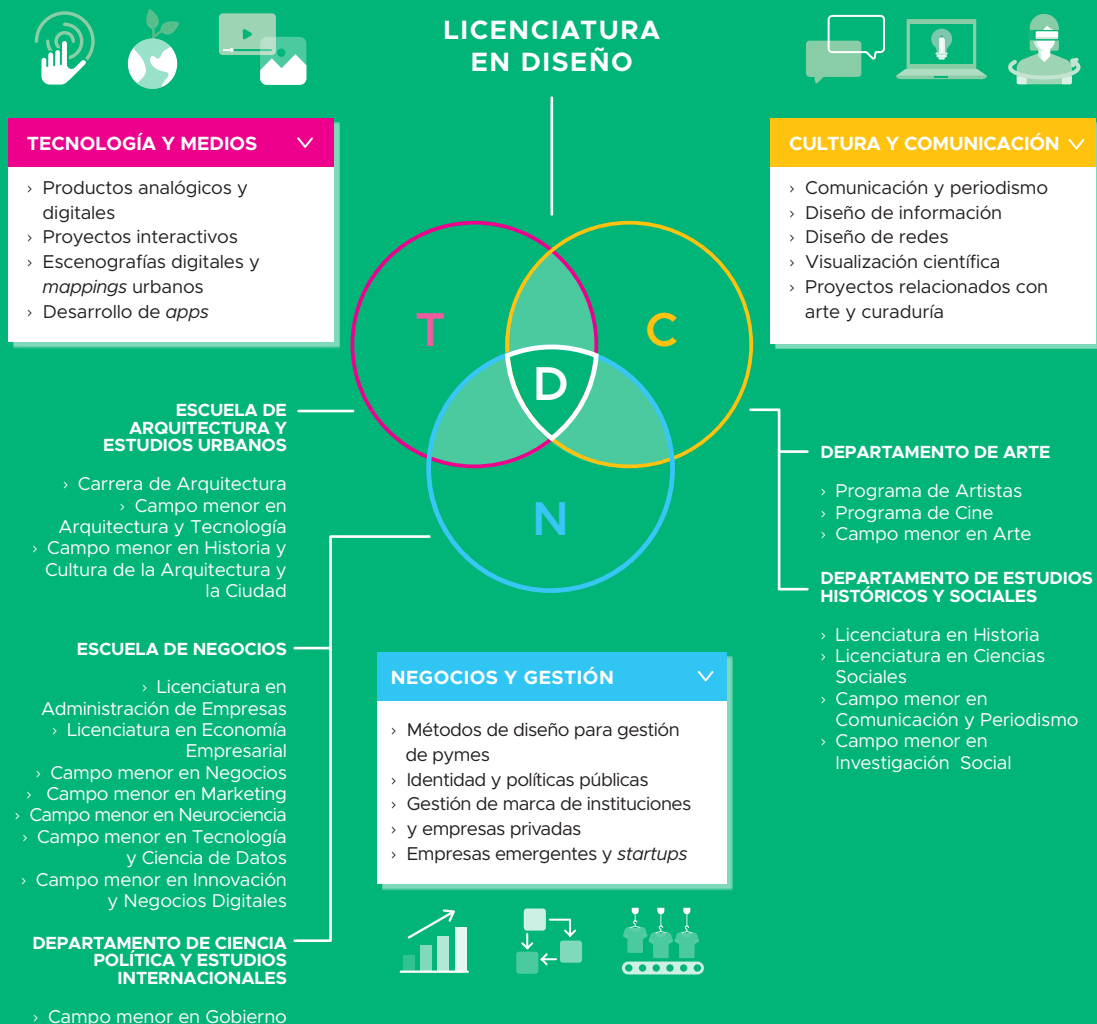 LICENCIATURA
EN DISEÑO
TECNOLOGÍA Y MEDIOS
› Productos analógicos y
digitales
› Proyectos interactivos
› Escenografías digitales y
mappings urbanos
› Desarrollo de apps
CULTURA Y COMUNICACIÓN
› Comunicación y periodismo
› Diseño de información
› Diseño de redes
› Visualización científica
› Proyectos relacionados con
arte y curaduría
T
C
D
N
ESCUELA DE
ARQUITECTURA Y
ESTUDIOS URBANOS
› Carrera de Arquitectura
› Campo menor en
Arquitectura y Tecnología
› Campo menor en Historia y
Cultura de la Arquitectura y
la Ciudad
ESCUELA DE NEGOCIOS
› Licenciatura en
Administración de Empresas
› Licenciatura en Economía
Empresarial
› Campo menor en Negocios
› Campo menor en Marketing
› Campo menor en Neurociencia
› Campo menor en Tecnología
y Ciencia de Datos
› Campo menor en Innovación
y Negocios Digitales
DEPARTAMENTO DE CIENCIA
POLÍTICA Y ESTUDIOS
INTERNACIONALES
› Campo menor en Gobierno
NEGOCIOS Y GESTIÓN
› Métodos de diseño para gestión
de pymes
› Identidad y políticas públicas
› Gestión de marca de instituciones
› y empresas privadas
› Empresas emergentes y startups
DEPARTAMENTO DE ARTE
› Programa de Artistas
› Programa de Cine
› Campo menor en Arte
DEPARTAMENTO DE ESTUDIOS
HISTÓRICOS Y SOCIALES
› Licenciatura en Historia
› Licenciatura en Ciencias
Sociales
› Campo menor en
Comunicación y Periodismo
› Campo menor en
Investigación Social